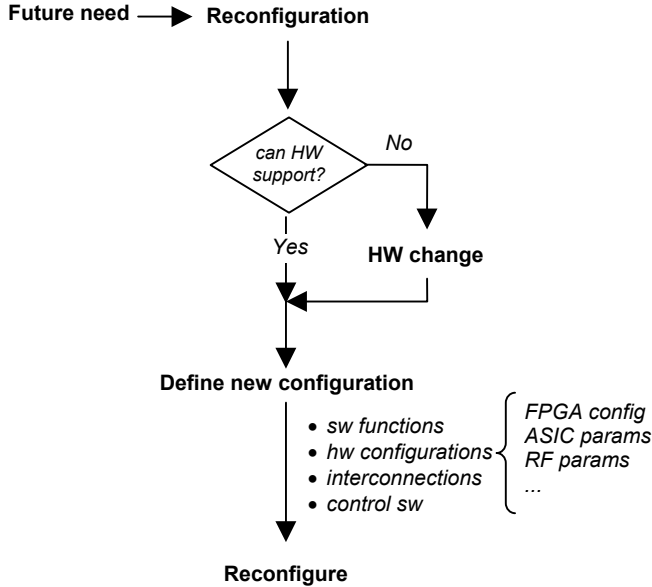 Future need
Reconfiguration
can HW
support?
No
Yes
HW change
Define new configuration
• sw functions
• hw configurations
• interconnections
• control sw
FPGA config
ASIC params
RF params
...
Reconfigure